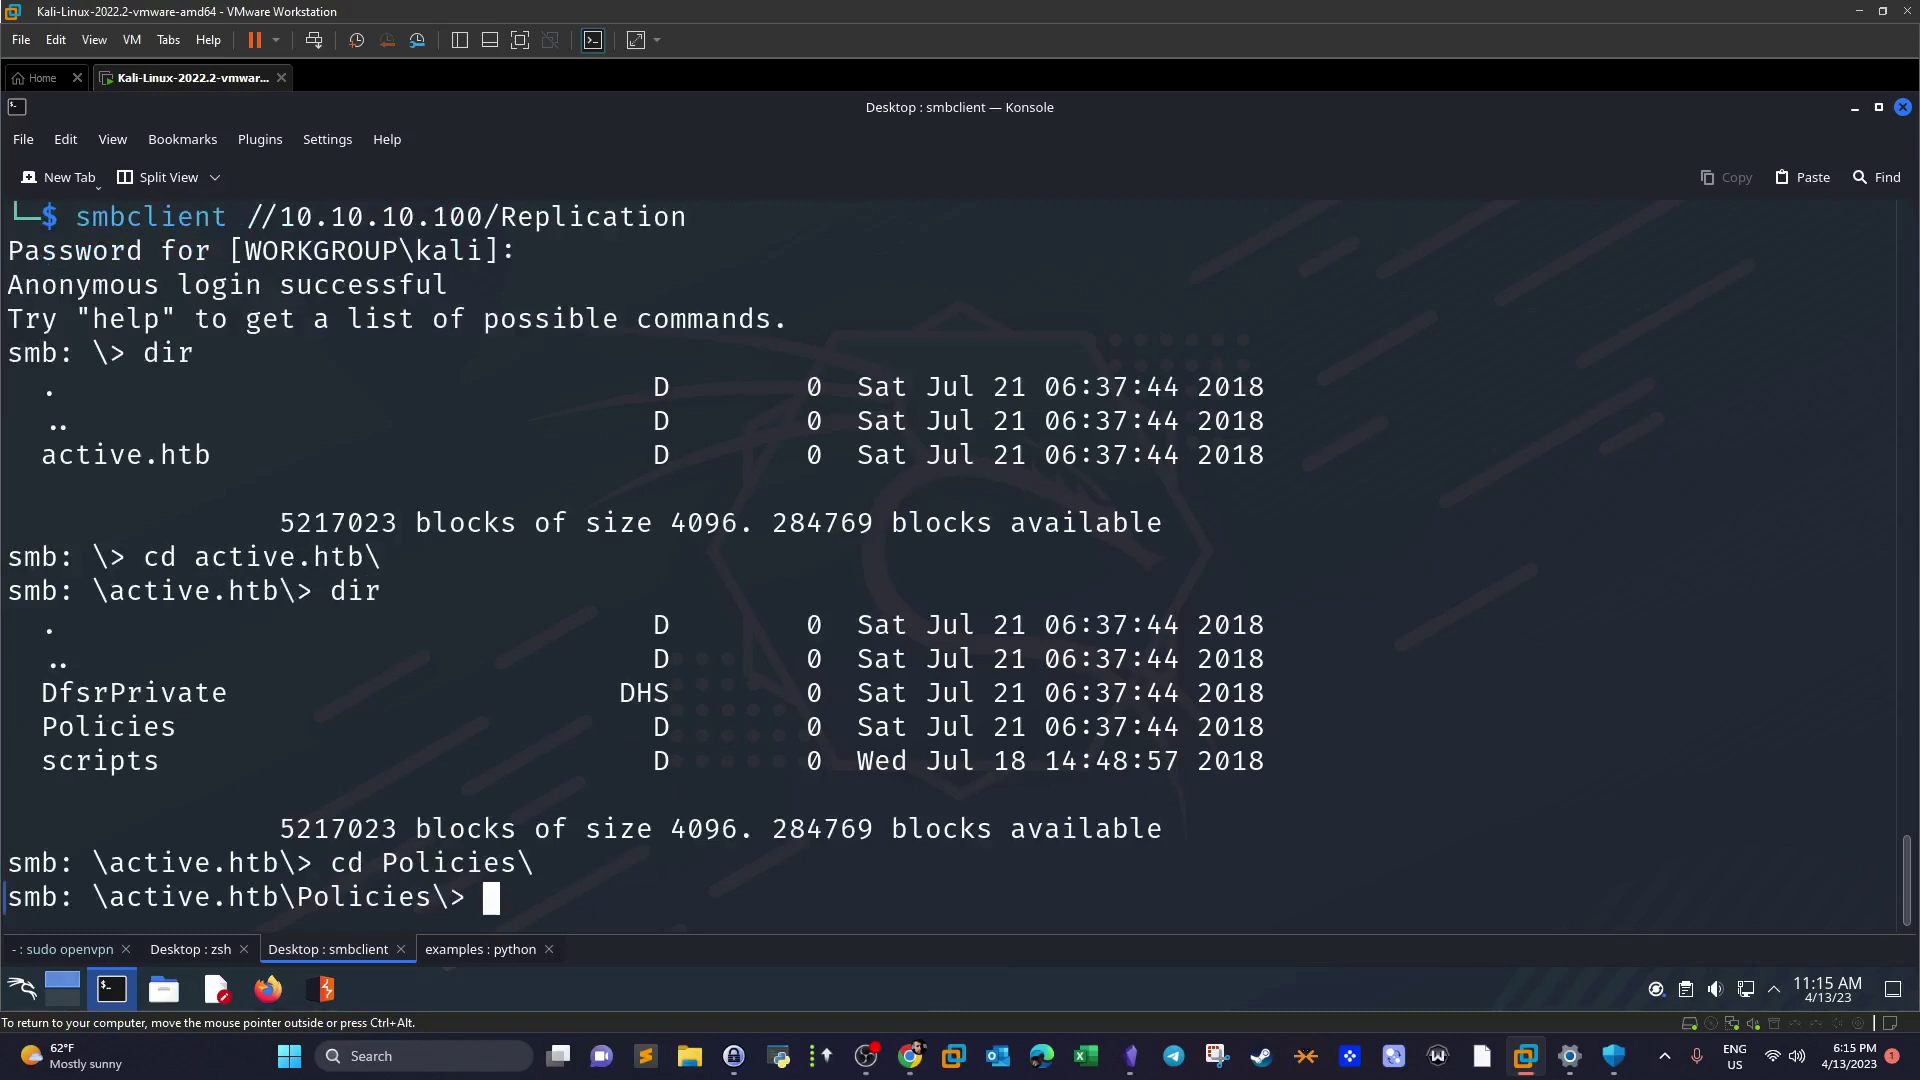 Kali-Linux-2022.2-vmware-amd64 - VMware Workstation
File Edit View VM Tabs Help
Home Kali-Linux-2022.2-vmwar...
Desktop : smbclient — Konsole
File Edit View Bookmarks Plugins Settings Help
New Tab Split View Copy Paste Find
└─$ smbclient //10.10.10.100/Replication
Password for [WORKGROUP\kali]:
Anonymous login successful
Try "help" to get a list of possible commands.
smb: \> dir
. D 0 Sat Jul 21 06:37:44 2018
.. D 0 Sat Jul 21 06:37:44 2018
active.htb D 0 Sat Jul 21 06:37:44 2018
5217023 blocks of size 4096. 284769 blocks available
smb: \> cd active.htb\
smb: \active.htb\> dir
. D 0 Sat Jul 21 06:37:44 2018
.. D 0 Sat Jul 21 06:37:44 2018
DfsrPrivate DHS 0 Sat Jul 21 06:37:44 2018
Policies D 0 Sat Jul 21 06:37:44 2018
scripts D 0 Wed Jul 18 14:48:57 2018
5217023 blocks of size 4096. 284769 blocks available
smb: \active.htb\> cd Policies\
smb: \active.htb\Policies\>
- : sudo openvpn Desktop : zsh Desktop : smbclient examples : python
11:15 AM
4/13/23
To return to your computer, move the mouse pointer outside or press Ctrl+Alt.
62°F
Mostly sunny
Search
ENG
US
6:15 PM
4/13/2023
1